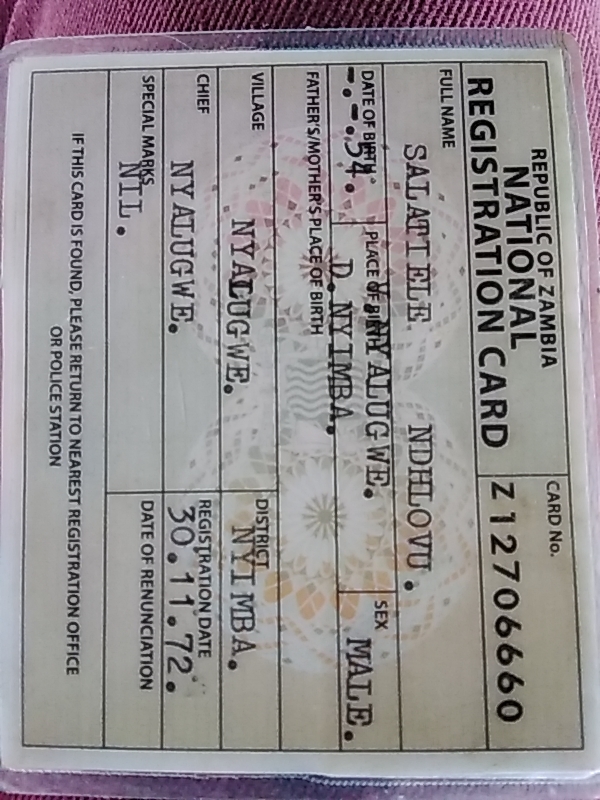 REPUBLIC OF ZAMBIA
NATIONAL
REGISTRATION CARD
CARD No.
Z12706660
FULL NAME
SALATIELE NDHLOVU.
DATE OF BIRTH
-.-.54.
PLACE OF BIRTH
V.NYALUGWE.
D.NYIMBA.
SEX
MALE.
FATHER'S/MOTHER'S PLACE OF BIRTH
VILLAGE
NYALUGWE.
DISTRICT
NYIMBA.
CHIEF
NYALUGWE.
REGISTRATION DATE
30.11.72.
SPECIAL MARKS
NIL.
DATE OF RENUNCIATION
IF THIS CARD IS FOUND, PLEASE RETURN TO NEAREST REGISTRATION OFFICE
OR POLICE STATION